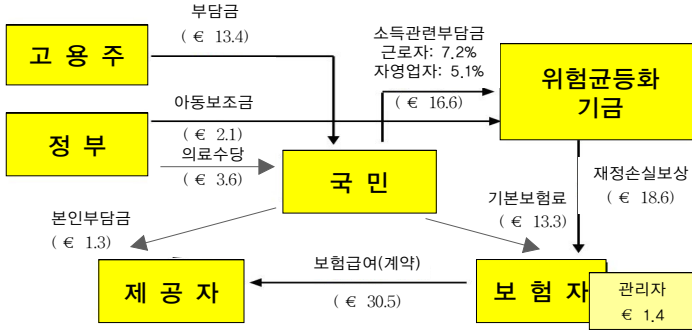 부담금
( € 13.4)
고 용 주
소득관련부담금
근로자: 7.2%
자영업자: 5.1%
( € 16.6)
위험균등화
기금
아동보조금
( € 2.1)
정 부
의료수당
( € 3.6)
국 민
재정손실보상
( € 18.6)
기본보험료
( € 13.3)
본인부담금
( € 1.3)
제 공 자
보험급여(계약)
( € 30.5)
보 험 자
관리자
€ 1.4